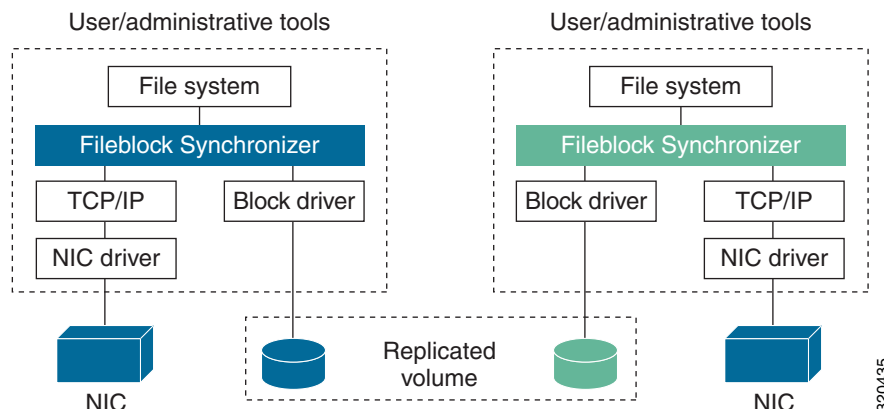 User/administrative tools
File system
Fileblock Synchronizer
TCP/IP
Block driver
NIC driver
NIC
User/administrative tools
File system
Fileblock Synchronizer
Block driver
TCP/IP
NIC driver
NIC
Replicated
volume